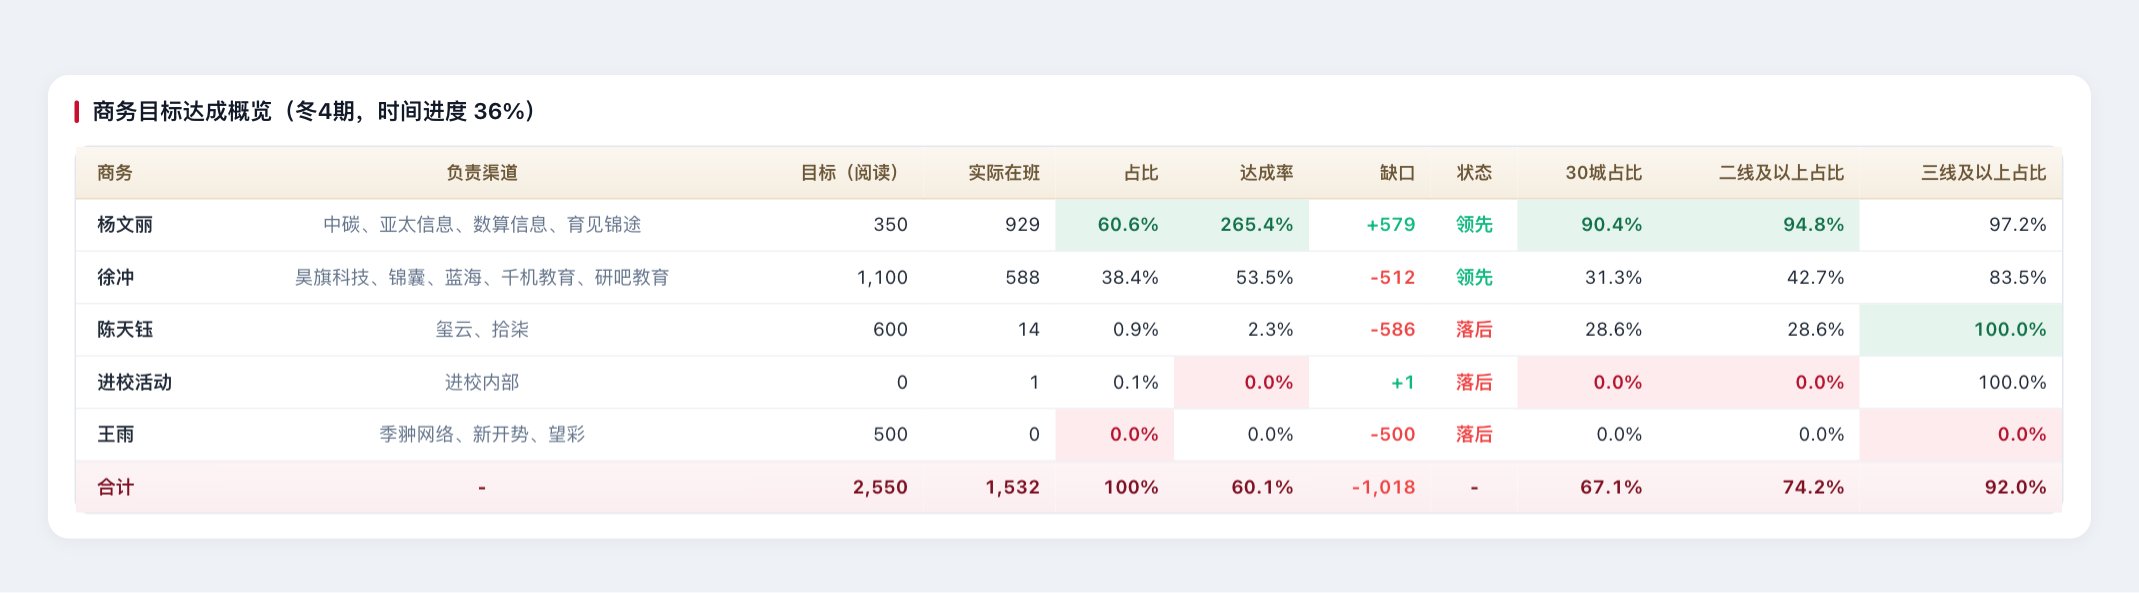 商务目标达成概览（冬4期，时间进度 36%）
商务 负责渠道 目标（阅读） 实际在班 占比 达成率 缺口 状态 30城占比 二线及以上占比 三线及以上占比
杨文丽 中碳、亚太信息、数算信息、育见锦途 350 929 60.6% 265.4% +579 领先 90.4% 94.8% 97.2%
徐冲 昊旗科技、锦囊、蓝海、千机教育、研吧教育 1,100 588 38.4% 53.5% -512 领先 31.3% 42.7% 83.5%
陈天钰 玺云、拾柒 600 14 0.9% 2.3% -586 落后 28.6% 28.6% 100.0%
进校活动 进校内部 0 1 0.1% 0.0% +1 落后 0.0% 0.0% 100.0%
王雨 季翀网络、新开势、望彩 500 0 0.0% 0.0% -500 落后 0.0% 0.0% 0.0%
合计 - 2,550 1,532 100% 60.1% -1,018 - 67.1% 74.2% 92.0%